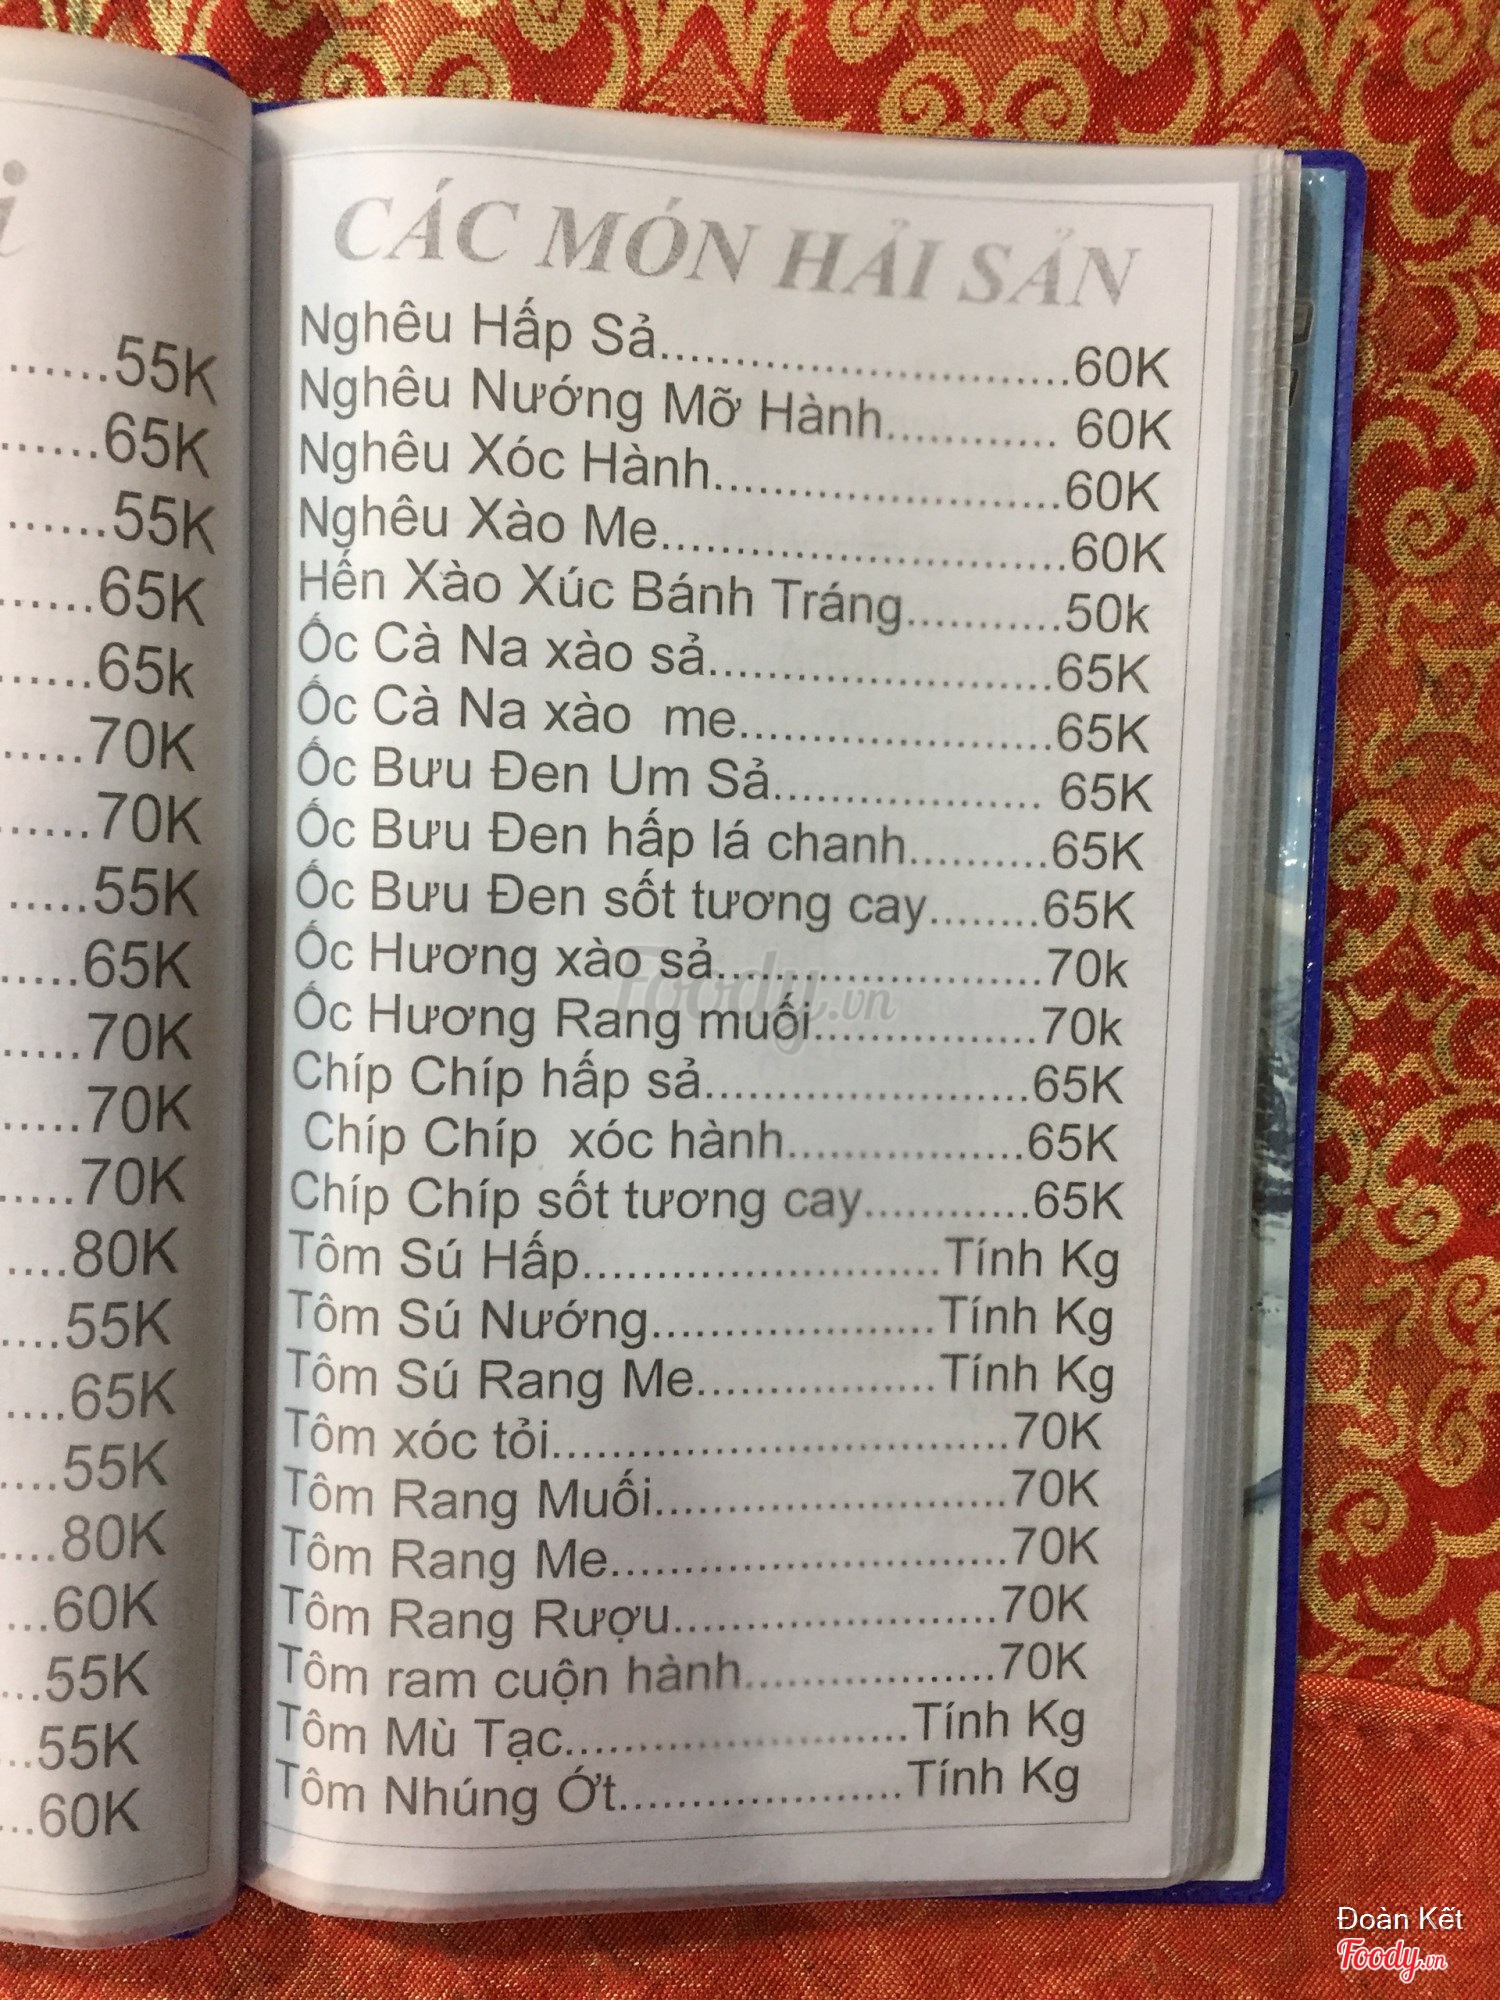 i
55K
65K
55K
65K
65k
70K
70K
55K
65K
70K
70K
70K
80K
55K
65K
55K
80K
60K
55K
55K
60K
CÁC MÓN HẢI SẢN
Nghêu Hấp Sả............................60K
Nghêu Nướng Mỡ Hành............ 60K
Nghêu Xóc Hành........................60K
Nghêu Xào Me............................60K
Hến Xào Xúc Bánh Tráng...........50k
Ốc Cà Na xào sả........................65K
Ốc Cà Na xào me......................65K
Ốc Bưu Đen Um Sả................... 65K
Ốc Bưu Đen hấp lá chanh..........65K
Ốc Bưu Đen sốt tương cay........65K
Ốc Hương xào sả.......................70k
Ốc Hương Rang muối................70k
Chíp Chíp hấp sả.......................65K
Chíp Chíp xóc hành.................65K
Chíp Chíp sốt tương cay............65K
Tôm Sú Hấp.........................Tính Kg
Tôm Sú Nướng....................Tính Kg
Tôm Sú Rang Me.................Tính Kg
Tôm xóc tỏi................................70K
Tôm Rang Muối.........................70K
Tôm Rang Me............................70K
Tôm Rang Rượu.......................70K
Tôm ram cuộn hành..................70K
Tôm Mù Tạc........................Tính Kg
Tôm Nhúng Ớt....................Tính Kg
Foody.vn
Đoàn Kết
Foody.vn